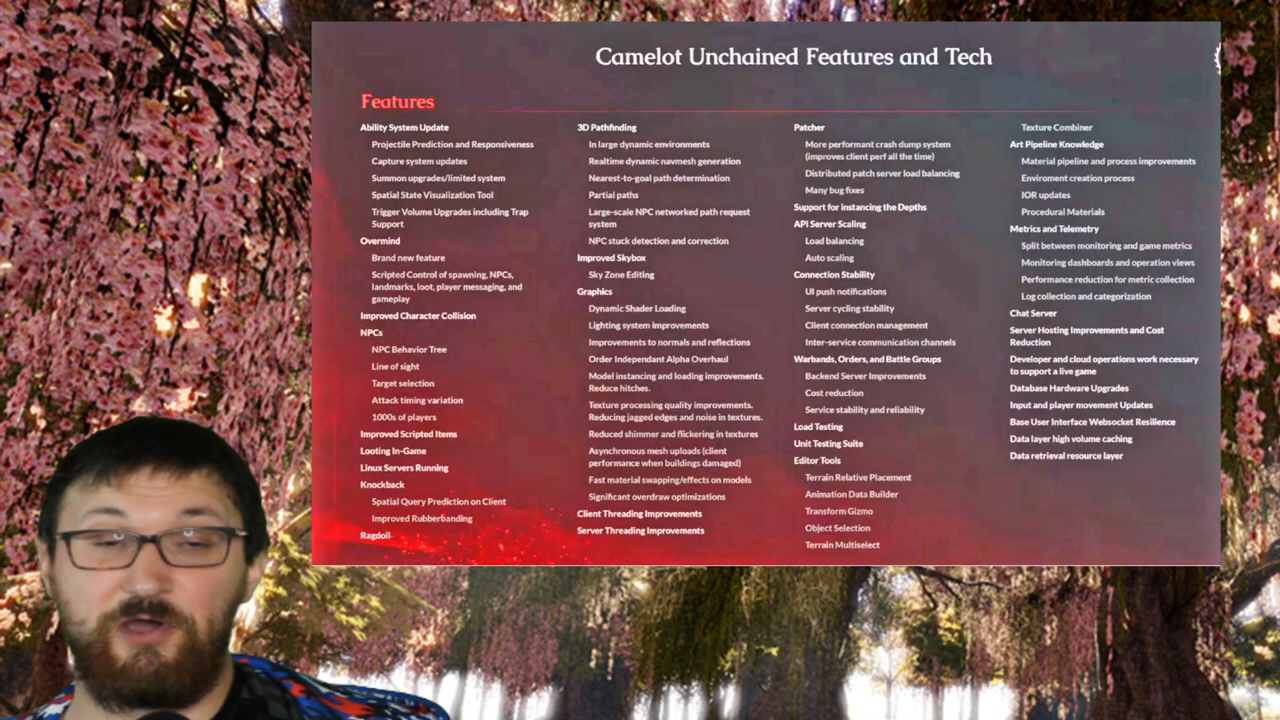 Camelot Unchained Features and Tech
Features
Ability System Update
Projectile Prediction and Responsiveness
Capture system updates
Summon upgrades/limited system
Spatial State Visualization Tool
Trigger Volume Upgrades including Trap
Support
Overmind
Brand new feature
Scripted Control of spawning, NPCs,
landmarks, loot, player messaging, and
gameplay
Improved Character Collision
NPCs
NPC Behavior Tree
Line of sight
Target selection
Attack timing variation
1000s of players
Improved Scripted Items
Looting In-Game
Linux Servers Running
Knockback
Spatial Query Prediction on Client
Improved Rubberbanding
Ragdoll
3D Pathfinding
In large dynamic environments
Realtime dynamic navmesh generation
Nearest-to-goal path determination
Partial paths
Large-scale NPC networked path request
system
NPC stuck detection and correction
Improved Skybox
Sky Zone Editing
Graphics
Dynamic Shader Loading
Lighting system improvements
Improvements to normals and reflections
Order Independant Alpha Overhaul
Model instancing and loading improvements.
Reduce hitches.
Texture processing quality improvements.
Reducing jagged edges and noise in textures.
Reduced shimmer and flickering in textures
Asynchronous mesh uploads (client
performance when buildings damaged)
Fast material swapping/effects on models
Significant overdraw optimizations
Client Threading Improvements
Server Threading Improvements
Patcher
More performant crash dump system
(improves client perf all the time)
Distributed patch server load balancing
Many bug fixes
Support for instancing the Depths
API Server Scaling
Load balancing
Auto scaling
Connection Stability
UI push notifications
Server cycling stability
Client connection management
Inter-service communication channels
Warbands, Orders, and Battle Groups
Backend Server Improvements
Cost reduction
Service stability and reliability
Load Testing
Unit Testing Suite
Editor Tools
Terrain Relative Placement
Animation Data Builder
Transform Gizmo
Object Selection
Terrain Multiselect
Texture Combiner
Art Pipeline Knowledge
Material pipeline and process improvements
Enviroment creation process
IOR updates
Procedural Materials
Metrics and Telemetry
Split between monitoring and game metrics
Monitoring dashboards and operation views
Performance reduction for metric collection
Log collection and categorization
Chat Server
Server Hosting Improvements and Cost
Reduction
Developer and cloud operations work necessary
to support a live game
Database Hardware Upgrades
Input and player movement Updates
Base User Interface Websocket Resilience
Data layer high volume caching
Data retrieval resource layer